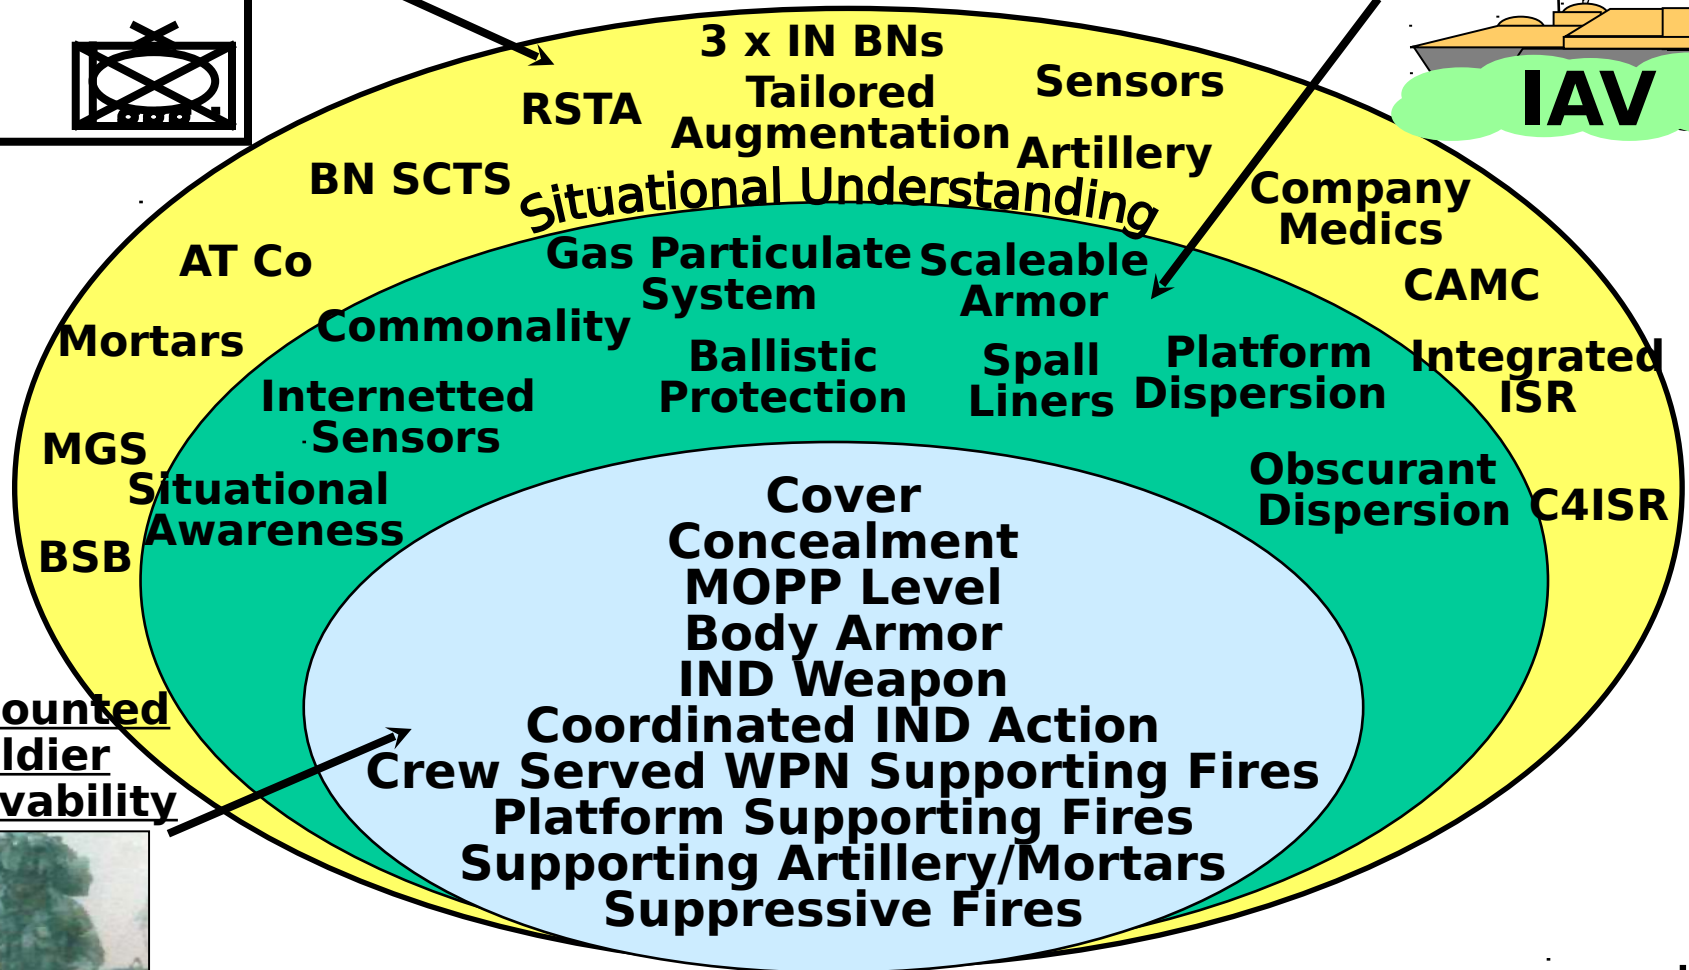 3 x IN BNs
Tailored
Augmentation
Sensors
RSTA
Artillery
IAV
BN SCTS
Situational Understanding
Company
Medics
AT Co
Gas Particulate
System
Scaleable
Armor
CAMC
Mortars
Commonality
Ballistic
Protection
Spall
Liners
Platform
Dispersion
Integrated
ISR
Internetted
Sensors
MGS
Situational
Awareness
Obscurant
Dispersion
C4ISR
BSB
Cover
Concealment
MOPP Level
Body Armor
IND Weapon
Coordinated IND Action
Crew Served WPN Supporting Fires
Platform Supporting Fires
Supporting Artillery/Mortars
Suppressive Fires
ounted
ldier
vability